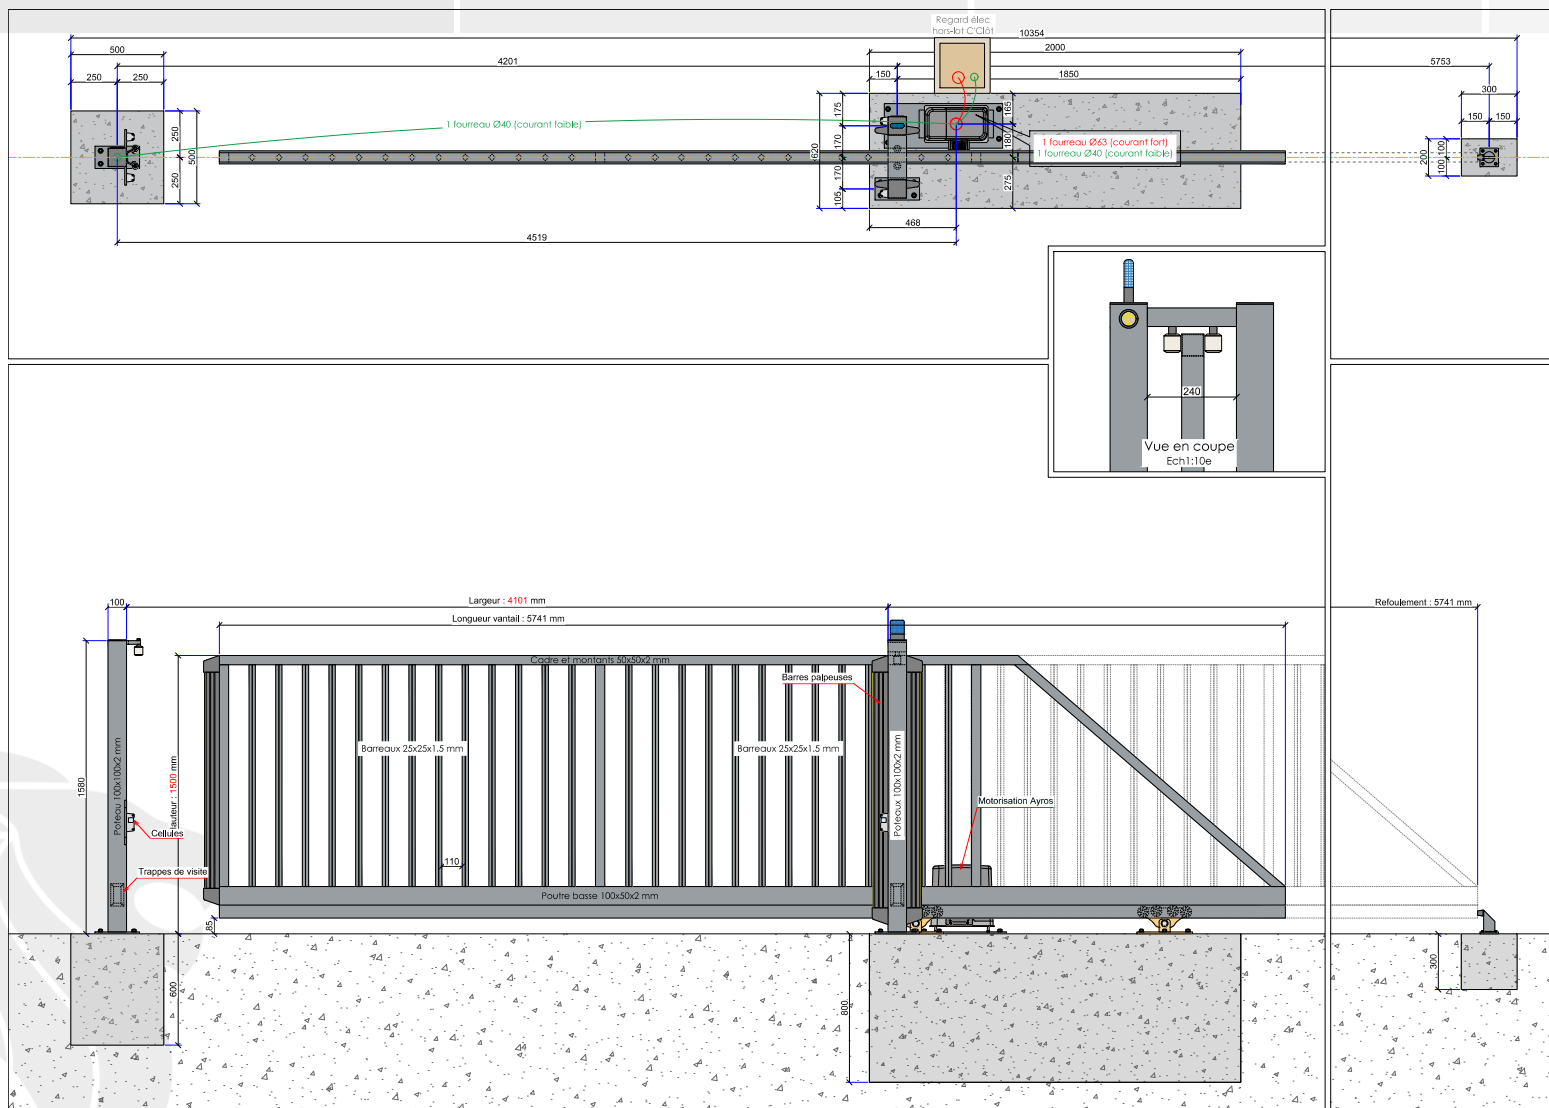 Regard élec
hors-lot C'Clôt
10354
500
2000
4201
5753
250
250
150
1850
300
150
150
175
165
250
500
250
1 fourreau Ø40 (courant faible)
620
170
170
105
180
275
1 fourreau Ø63 (courant fort)
1 fourreau Ø40 (courant faible)
200
100
100
468
4519
240
Vue en coupe
Ech1:10e
100
Largeur : 4101 mm
Refoulement : 5741 mm
Longueur vantail : 5741 mm
Cadre et montants 50x50x2 mm
Barres palpeuses
Barreaux 25x25x1.5 mm
Barreaux 25x25x1.5 mm
Poteau 100x100x2 mm
Poteaux 100x100x2 mm
1580
hauteur : 1500 mm
Motorisation Ayros
Cellules
110
Trappes de visite
Poutre basse 100x50x2 mm
85
600
800
300